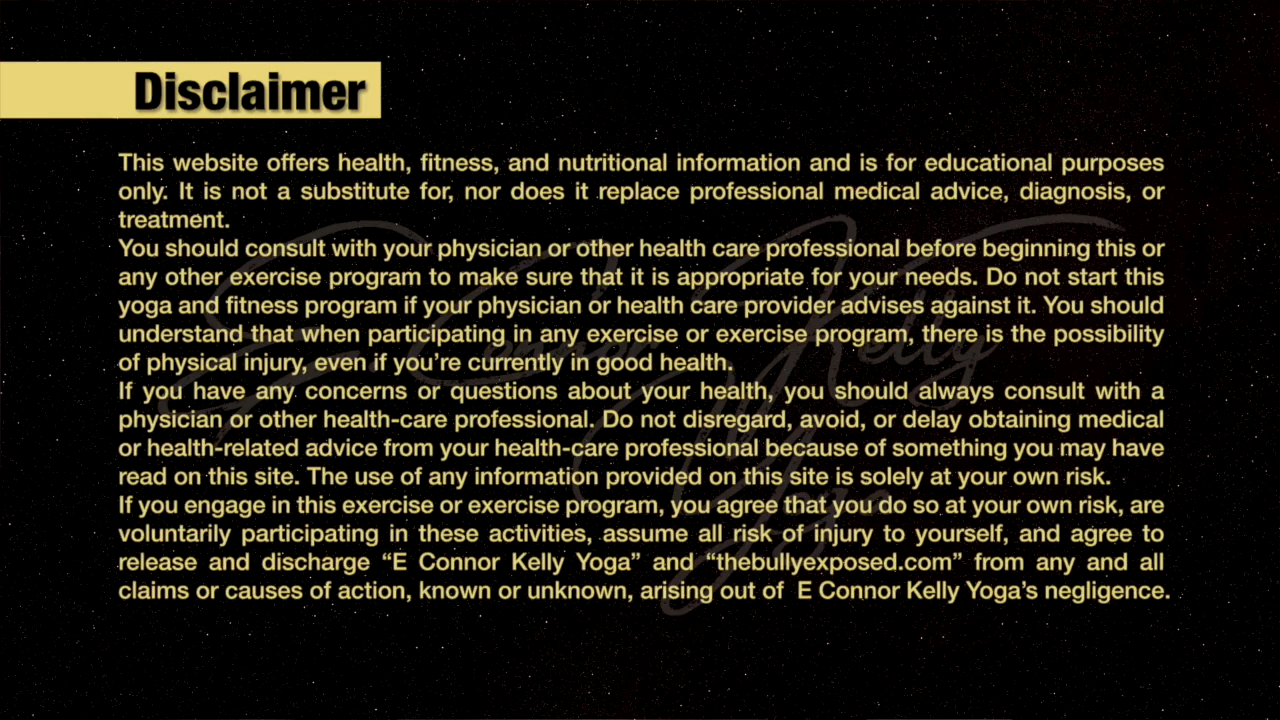 Disclaimer
This website offers health, fitness, and nutritional information and is for educational purposes
only. It is not a substitute for, nor does it replace professional medical advice, diagnosis, or
treatment.
You should consult with your physician or other health care professional before beginning this or
any other exercise program to make sure that it is appropriate for your needs. Do not start this
yoga and fitness program if your physician or health care provider advises against it. You should
understand that when participating in any exercise or exercise program, there is the possibility
of physical injury, even if you’re currently in good health.
If you have any concerns or questions about your health, you should always consult with a
physician or other health-care professional. Do not disregard, avoid, or delay obtaining medical
or health-related advice from your health-care professional because of something you may have
read on this site. The use of any information provided on this site is solely at your own risk.
If you engage in this exercise or exercise program, you agree that you do so at your own risk, are
voluntarily participating in these activities, assume all risk of injury to yourself, and agree to
release and discharge “E Connor Kelly Yoga” and “thebullyexposed.com” from any and all
claims or causes of action, known or unknown, arising out of E Connor Kelly Yoga’s negligence.
E. Connor Kelly
Yoga